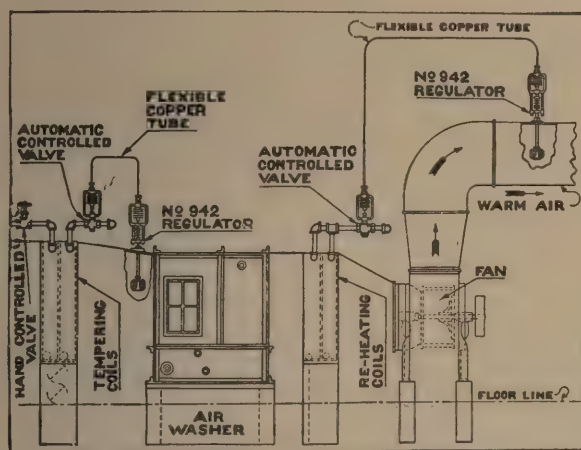 FLEXIBLE COPPER TUBE
No 942
REGULATOR
FLEXIBLE
COPPER
TUBE
AUTOMATIC
CONTROLLED
VALVE
No 942
REGULATOR
AUTOMATIC
CONTROLLED
VALVE
WARM AIR
HAND CONTROLLED
VALVE
TEMPERING
COILS
RE-HEATING
COILS
FAN
AIR
WASHER
FLOOR LINE